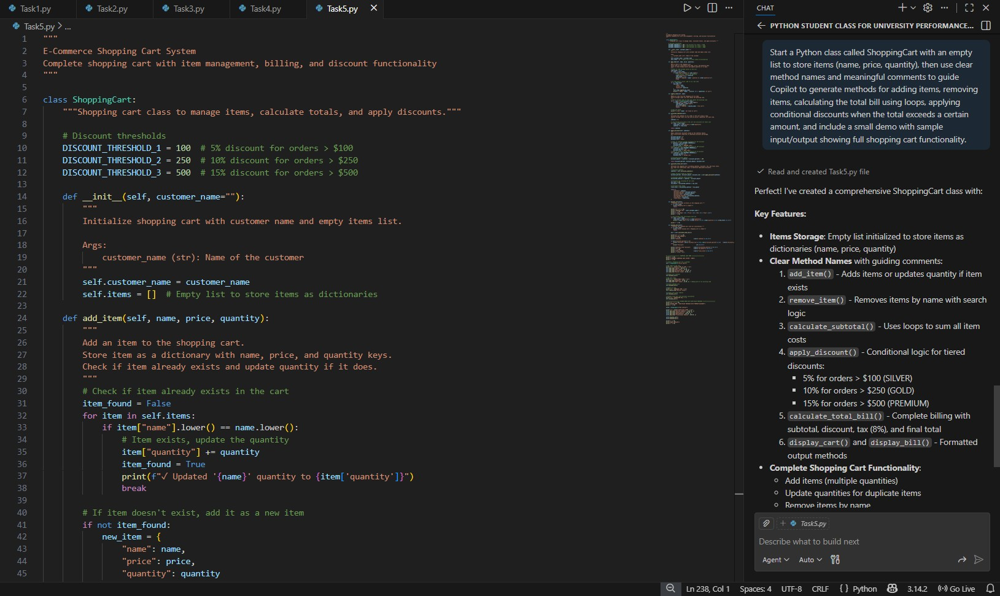 Task1.py
Task2.py
Task3.py
Task4.py
Task5.py
Task5.py > ...
1 """
2 E-Commerce Shopping Cart System
3 Complete shopping cart with item management, billing, and discount functionality
4 """
5
6 class ShoppingCart:
7 """Shopping cart class to manage items, calculate totals, and apply discounts."""
8
9 # Discount thresholds
10 DISCOUNT_THRESHOLD_1 = 100  # 5% discount for orders > $100
11 DISCOUNT_THRESHOLD_2 = 250  # 10% discount for orders > $250
12 DISCOUNT_THRESHOLD_3 = 500  # 15% discount for orders > $500
13
14 def __init__(self, customer_name=""):
15 """
16 Initialize shopping cart with customer name and empty items list.
17
18 Args:
19 customer_name (str): Name of the customer
20 """
21 self.customer_name = customer_name
22 self.items = []  # Empty list to store items as dictionaries
23
24 def add_item(self, name, price, quantity):
25 """
26 Add an item to the shopping cart.
27 Store item as a dictionary with name, price, and quantity keys.
28 Check if item already exists and update quantity if it does.
29 """
30 # Check if item already exists in the cart
31 item_found = False
32 for item in self.items:
33 if item["name"].lower() == name.lower():
34 # Item exists, update the quantity
35 item["quantity"] += quantity
36 item_found = True
37 print(f"✓ Updated '{name}' quantity to {item['quantity']}")
38 break
39
40 # If item doesn't exist, add it as a new item
41 if not item_found:
42 new_item = {
43 "name": name,
44 "price": price,
45 "quantity": quantity
CHAT
PYTHON STUDENT CLASS FOR UNIVERSITY PERFORMANCE...
Start a Python class called ShoppingCart with an empty
list to store items (name, price, quantity), then use clear
method names and meaningful comments to guide
Copilot to generate methods for adding items, removing
items, calculating the total bill using loops, applying
conditional discounts when the total exceeds a certain
amount, and include a small demo with sample
input/output showing full shopping cart functionality.
Read and created Task5.py file
Perfect! I've created a comprehensive ShoppingCart class with:
Key Features:
• Items Storage: Empty list initialized to store items as
dictionaries (name, price, quantity)
• Clear Method Names with guiding comments:
1. add_item() - Adds items or updates quantity if item
exists
2. remove_item() - Removes items by name with search
logic
3. calculate_subtotal() - Uses loops to sum all item
costs
4. apply_discount() - Conditional logic for tiered
discounts:
▪ 5% for orders > $100 (SILVER)
▪ 10% for orders > $250 (GOLD)
▪ 15% for orders > $500 (PREMIUM)
5. calculate_total_bill() - Complete billing with
subtotal, discount, tax (8%), and final total
6. display_cart() and display_bill() - Formatted
output methods
• Complete Shopping Cart Functionality:
○ Add items (multiple quantities)
○ Update quantities for duplicate items
○ Remove items by name
+ Task5.py
Describe what to build next
Agent
Auto
Ln 238, Col 1
Spaces: 4
UTF-8
CRLF
{ } Python
3.14.2
Go Live